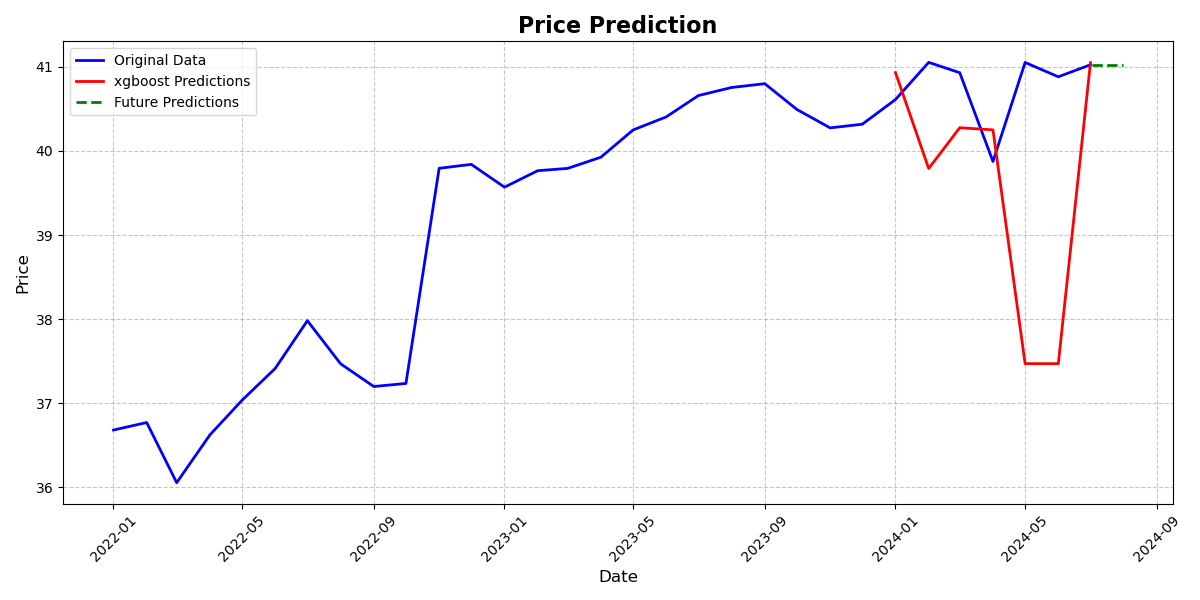 Price Prediction
Original Data
xgboost Predictions
Future Predictions
Price
41
40
39
38
37
36
2022-01
2022-05
2022-09
2023-01
2023-05
2023-09
2024-01
2024-05
2024-09
Date